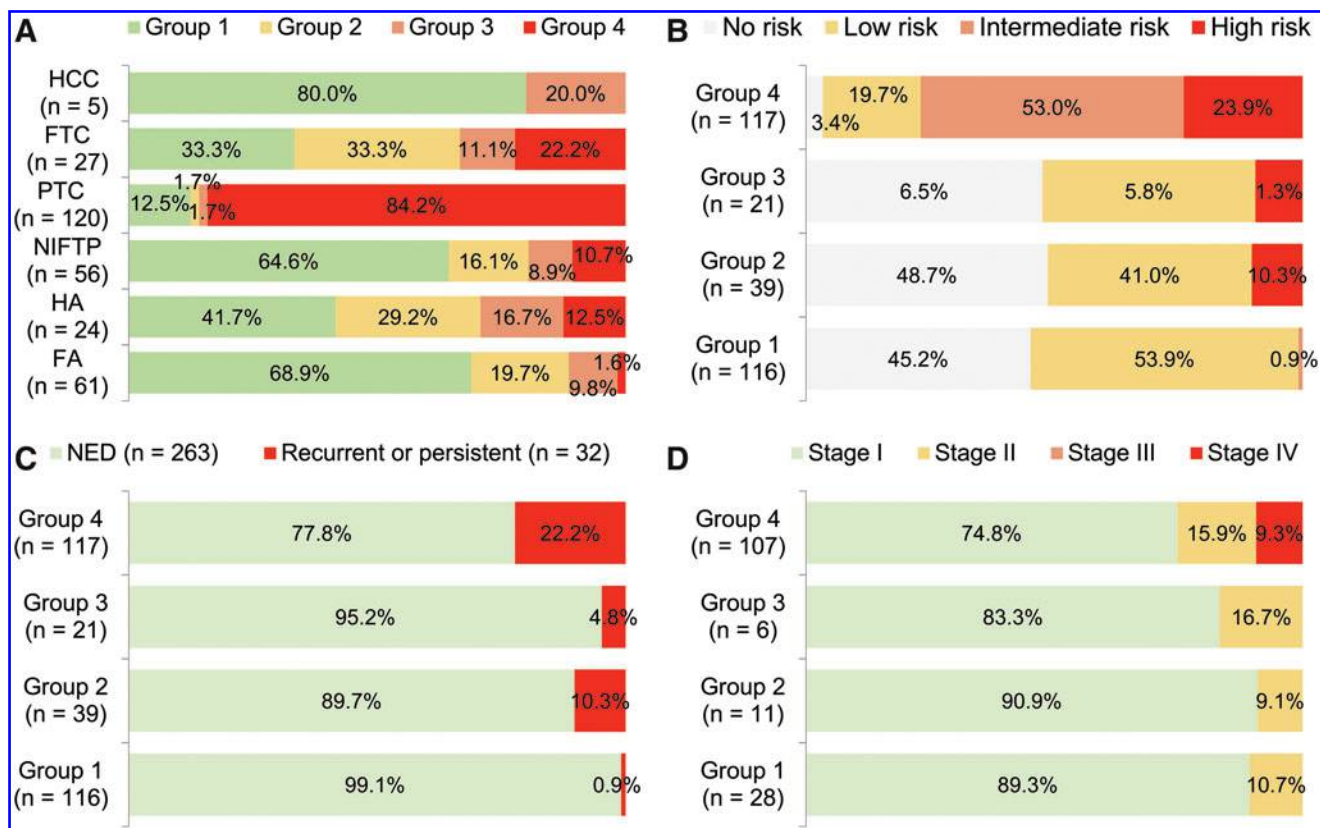 A
Group 1 Group 2 Group 3 Group 4
HCC
(n = 5)
80.0% 20.0%
FTC
(n = 27)
33.3% 33.3% 11.1% 22.2%
PTC
(n = 120)
12.5% 1.7% 1.7% 84.2%
NIFTP
(n = 56)
64.6% 16.1% 8.9% 10.7%
HA
(n = 24)
41.7% 29.2% 16.7% 12.5%
FA
(n = 61)
68.9% 19.7% 9.8% 1.6%
B
No risk Low risk Intermediate risk High risk
Group 4
(n = 117)
3.4% 19.7% 53.0% 23.9%
Group 3
(n = 21)
6.5% 5.8% 1.3%
Group 2
(n = 39)
48.7% 41.0% 10.3%
Group 1
(n = 116)
45.2% 53.9% 0.9%
C
NED (n = 263) Recurrent or persistent (n = 32)
Group 4
(n = 117)
77.8% 22.2%
Group 3
(n = 21)
95.2% 4.8%
Group 2
(n = 39)
89.7% 10.3%
Group 1
(n = 116)
99.1% 0.9%
D
Stage I Stage II Stage III Stage IV
Group 4
(n = 107)
74.8% 15.9% 9.3%
Group 3
(n = 6)
83.3% 16.7%
Group 2
(n = 11)
90.9% 9.1%
Group 1
(n = 28)
89.3% 10.7%